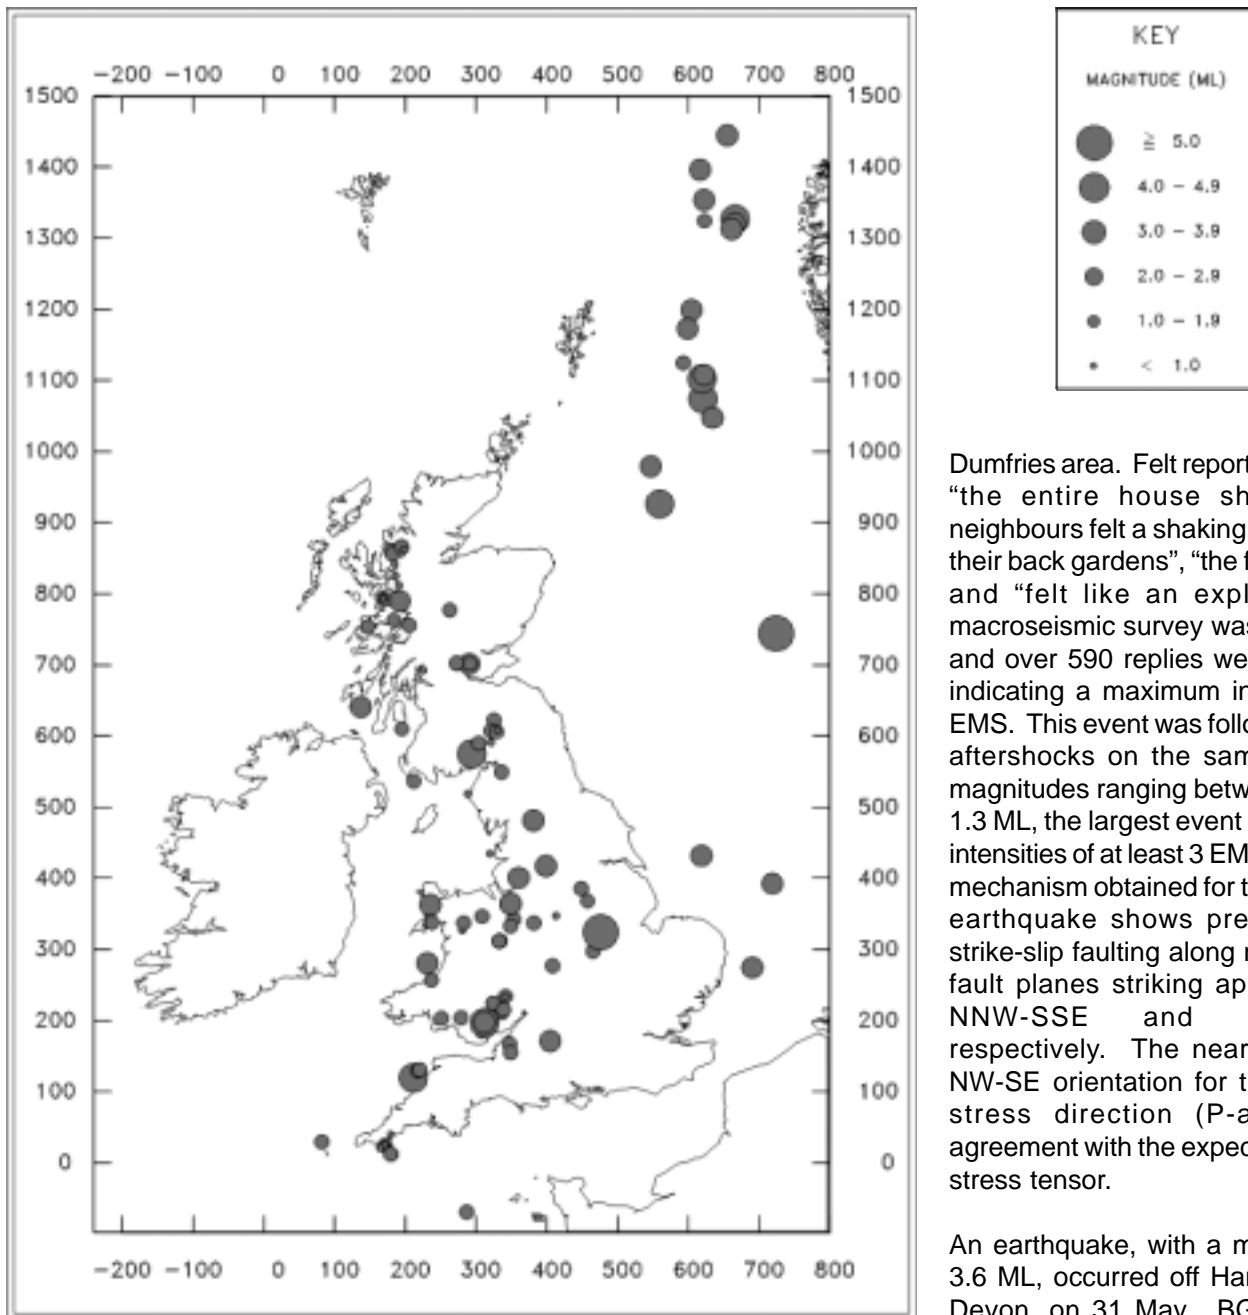 -200 -100 0 100 200 300 400 500 600 700 800
1500 1500
1400 1400
1300 1300
1200 1200
1100 1100
1000 1000
900 900
800 800
700 700
600 600
500 500
400 400
300 300
200 200
100 100
0 0
-200 -100 0 100 200 300 400 500 600 700 800
KEY
MAGNITUDE (ML)
≧ 5.0
4.0 - 4.9
3.0 - 3.9
2.0 - 2.9
1.0 - 1.9
< 1.0
Dumfries area. Felt report
“the entire house sh
neighbours felt a shaking
their back gardens”, “the f
and “felt like an expl
macroseismic survey was
and over 590 replies we
indicating a maximum in
EMS. This event was follo
aftershocks on the sam
magnitudes ranging betw
1.3 ML, the largest event
intensities of at least 3 EM
mechanism obtained for t
earthquake shows pre
strike-slip faulting along n
fault planes striking ap
NNW-SSE and
respectively. The near
NW-SE orientation for t
stress direction (P-a
agreement with the expec
stress tensor.
An earthquake, with a m
3.6 ML, occurred off Har
Devon, on 31 May. BG